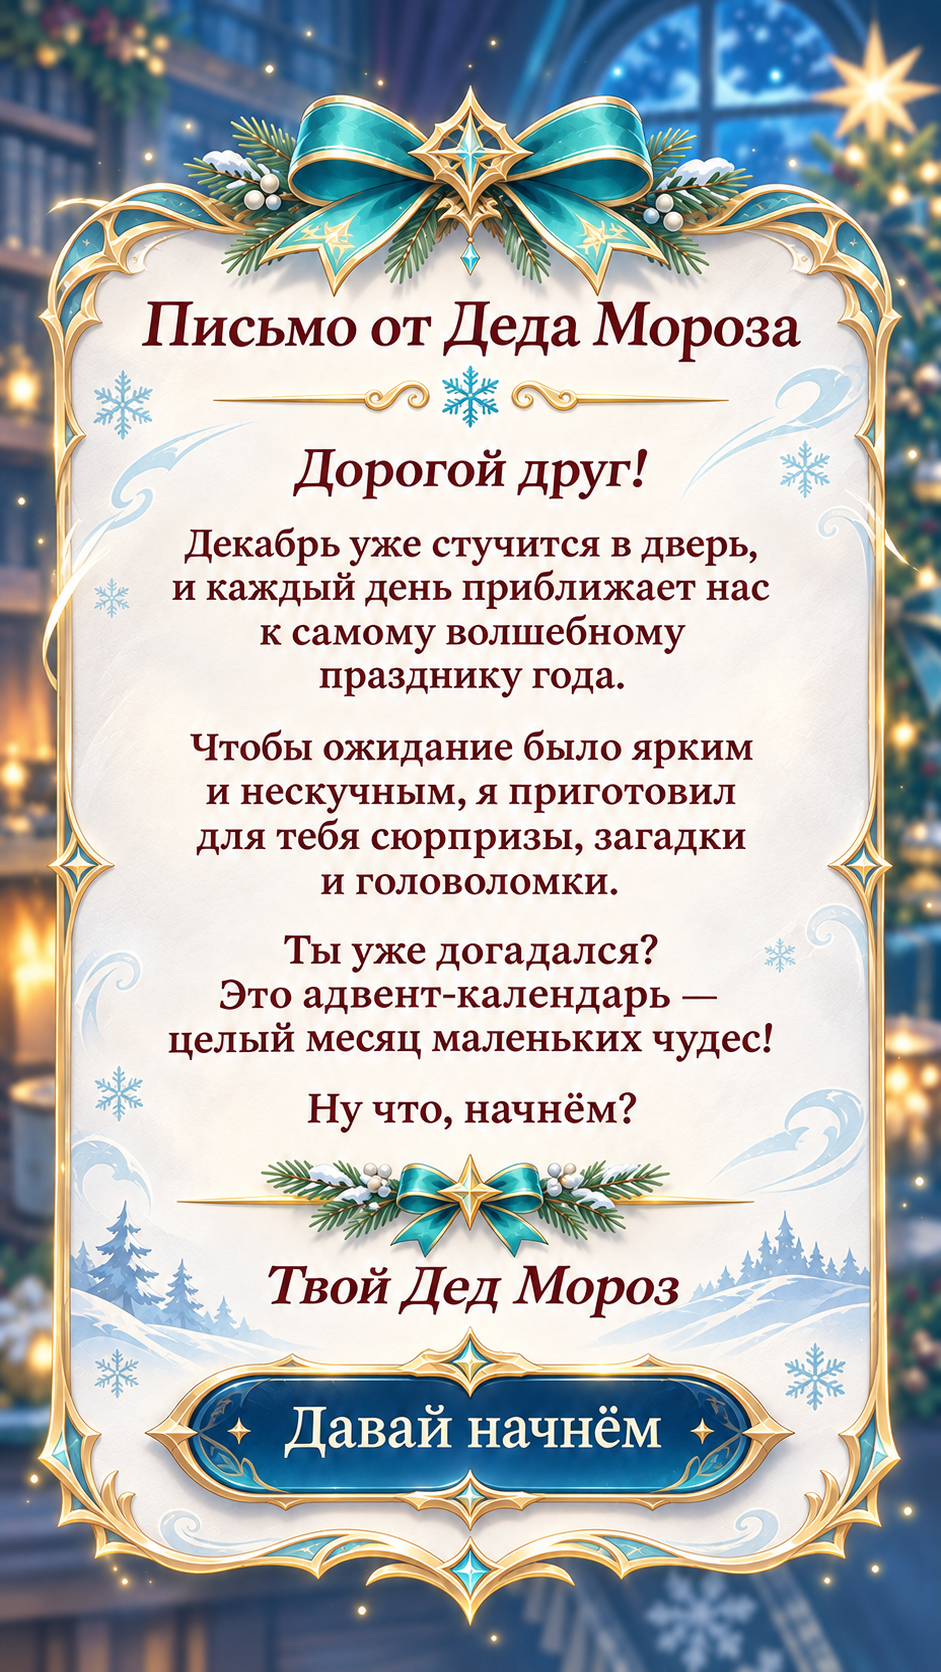 Письмо от Деда Мороза
Дорогой друг!
Декабрь уже стучится в дверь,
и каждый день приближает нас
к самому волшебному
празднику года.
Чтобы ожидание было ярким
и нескучным, я приготовил
для тебя сюрпризы, загадки
и головоломки.
Ты уже догадался?
Это адвент-календарь —
целый месяц маленьких чудес!
Ну что, начнём?
Твой Дед Мороз
Давай начнём